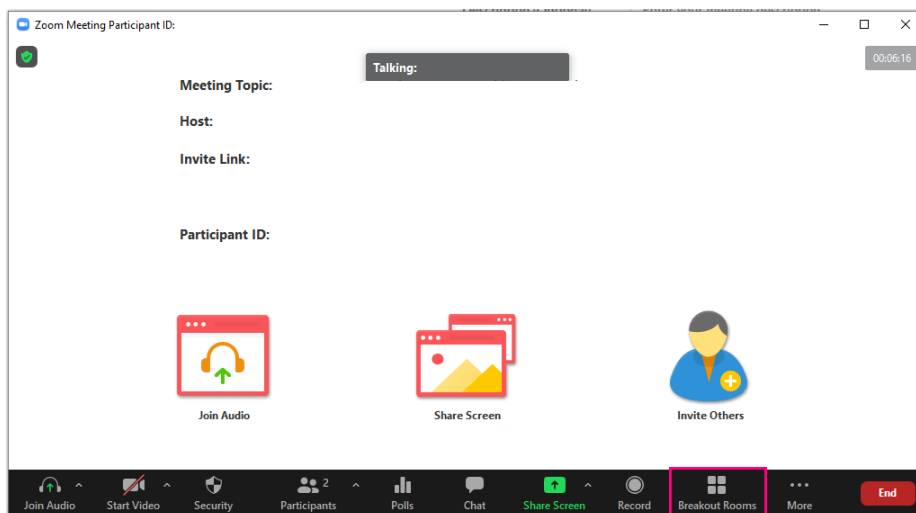 Zoom Meeting Participant ID:
00:06:16
Talking:
Meeting Topic:
Host:
Invite Link:
Participant ID:
Join Audio
Share Screen
Invite Others
2
Join Audio
Start Video
Security
Participants
Polls
Chat
Share Screen
Record
Breakout Rooms
More
End